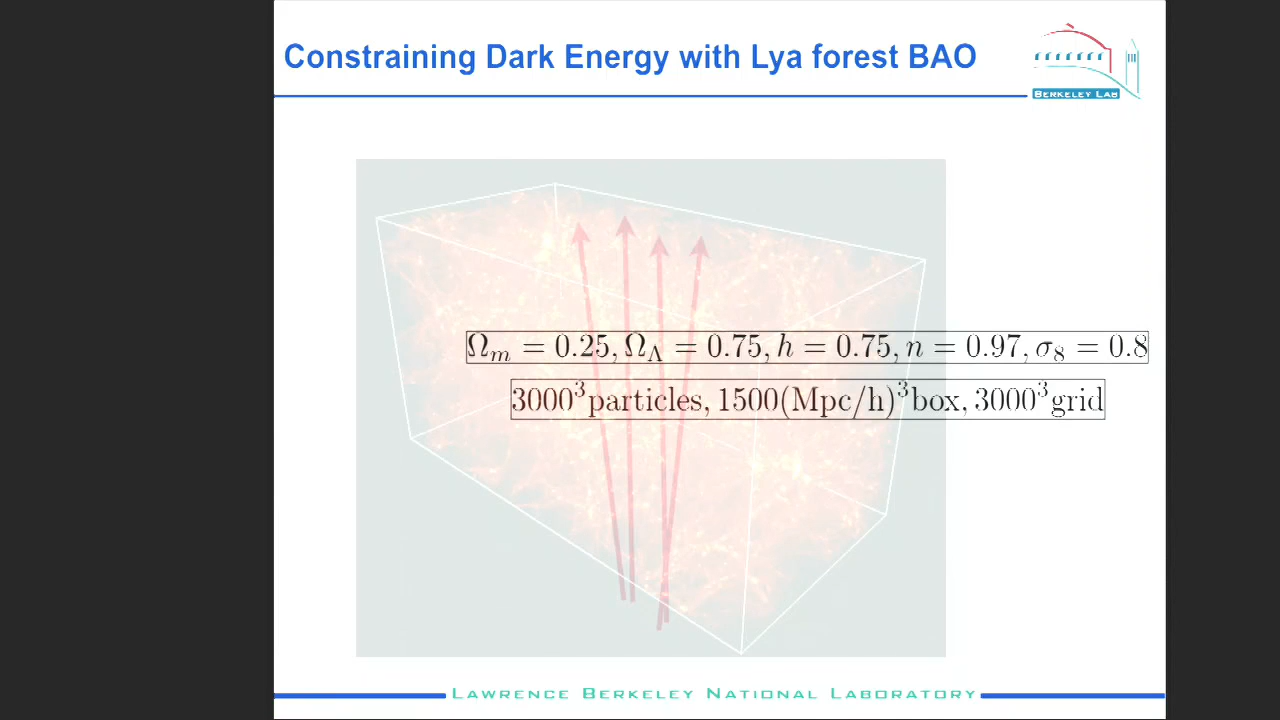 Constraining Dark Energy with Lya forest BAO
BERKELEY LAB
Ωₘ = 0.25, Ω_Λ = 0.75, h = 0.75, n = 0.97, σ₈ = 0.8
3000³particles, 1500(Mpc/h)³box, 3000³grid
LAWRENCE BERKELEY NATIONAL LABORATORY